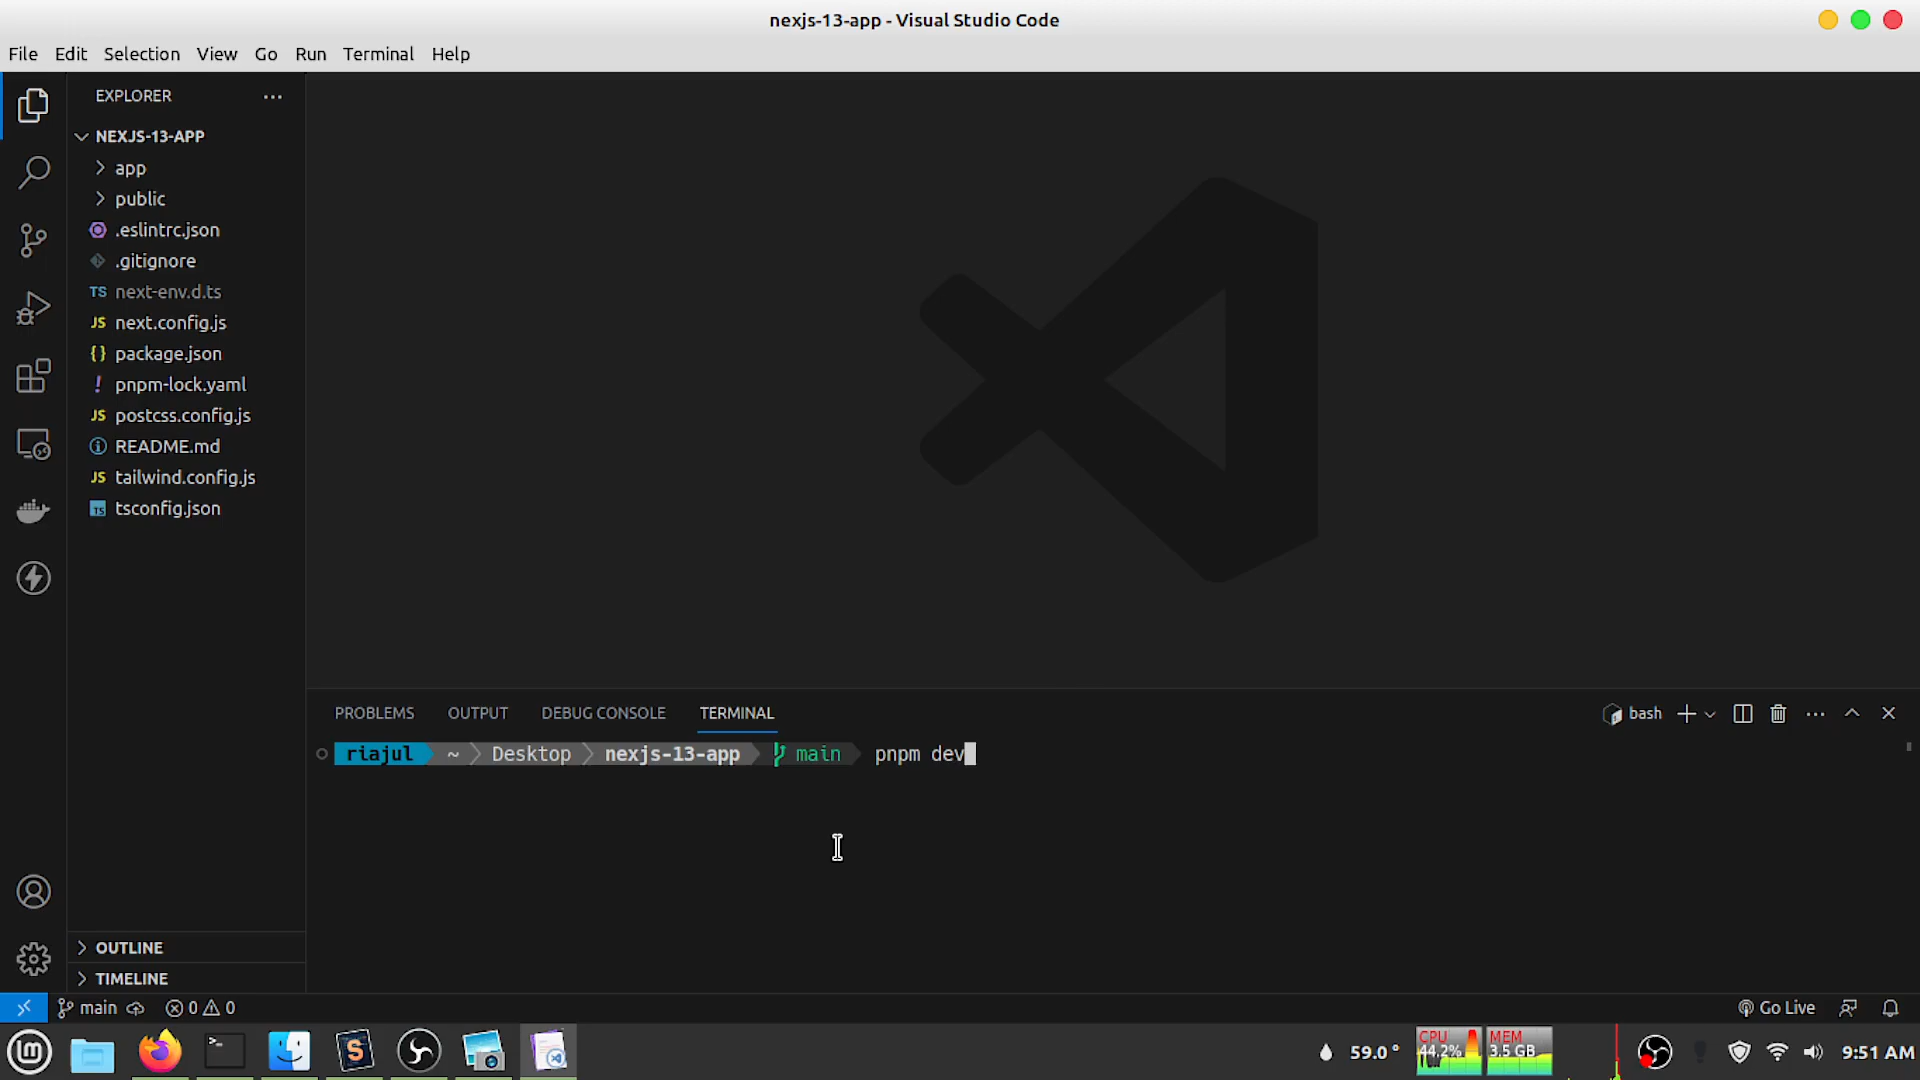 nexjs-13-app - Visual Studio Code
File Edit Selection View Go Run Terminal Help
EXPLORER
NEXJS-13-APP
app
public
.eslintrc.json
.gitignore
TS next-env.d.ts
JS next.config.js
{} package.json
! pnpm-lock.yaml
JS postcss.config.js
README.md
JS tailwind.config.js
TS tsconfig.json
OUTLINE
TIMELINE
PROBLEMS OUTPUT DEBUG CONSOLE TERMINAL
bash
riajul ~ Desktop nexjs-13-app main pnpm dev
main 0 0
Go Live
59.0 °
CPU 44.2%
MEM 3.5 GB
9:51 AM